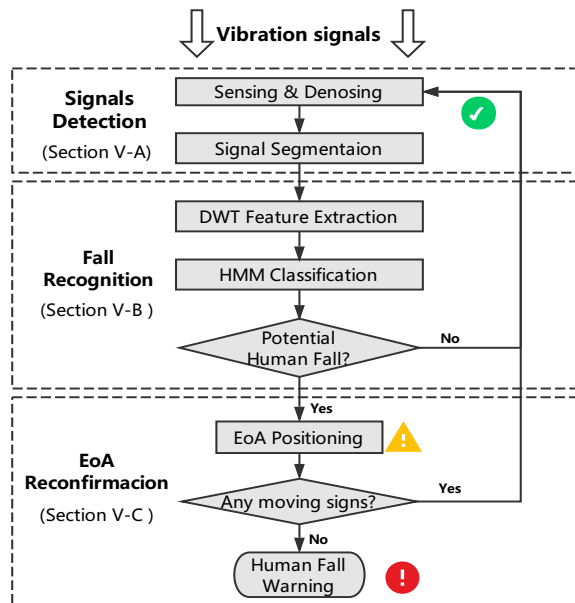 Vibration signals
Signals
Detection
(Section V-A)
Sensing & Denosing
Signal Segmentaion
Fall
Recognition
(Section V-B )
DWT Feature Extraction
HMM Classification
Potential
Human Fall?
No
Yes
EoA
Reconfirmacion
(Section V-C )
EoA Positioning
Any moving signs?
Yes
No
Human Fall
Warning